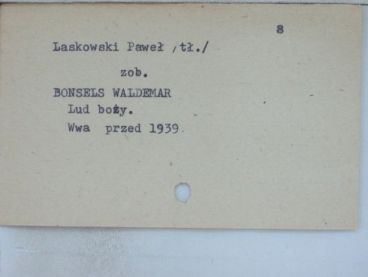 8
Laskowski Paweł /tł./
zob.
BONSELS WALDEMAR
Lud boży.
Wwa przed 1939.